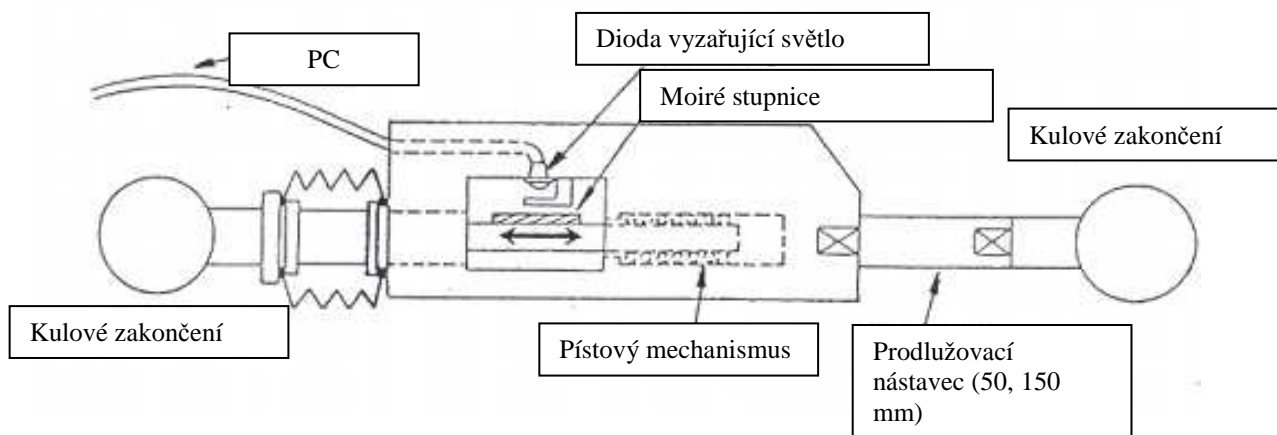 Dioda vyzařující světlo
PC
Moiré stupnice
Kulové zakončení
Kulové zakončení
Pístový mechanismus
Prodlužovací
nástavec (50, 150
mm)